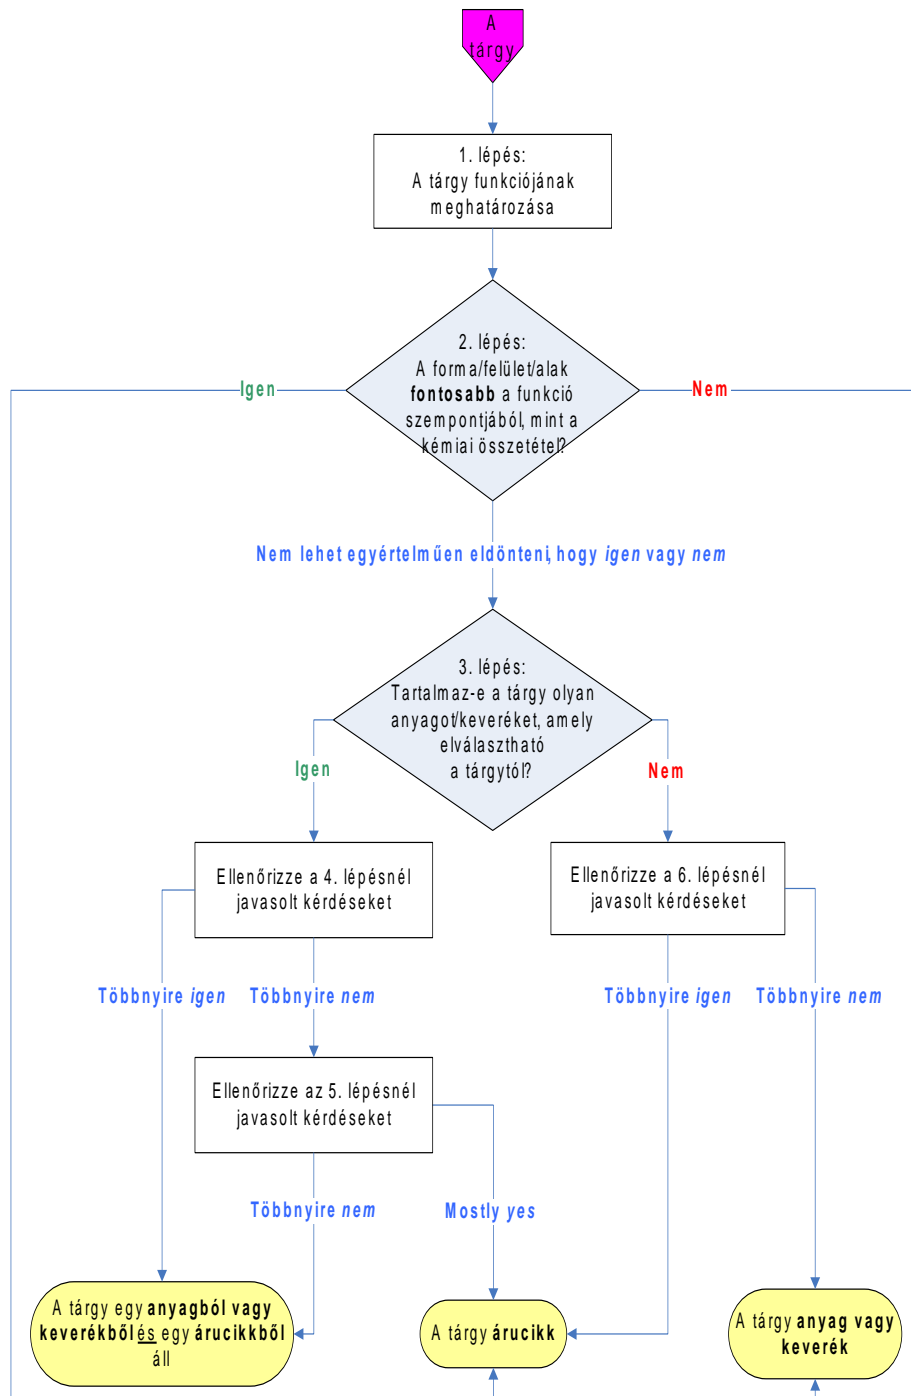 A
tárgy
1. lépés:
A tárgy funkciójának
meghatározása
2. lépés:
A forma/felület/alak
fontosabb a funkció
szempontjából, mint a
kémiai összetétel?
Igen
Nem
Nem lehet egyértelműen eldönteni, hogy igen vagy nem
3. lépés:
Tartalmaz-e a tárgy olyan
anyagot/keveréket, amely
elválasztható
a tárgytól?
Igen
Nem
Ellenőrizze a 4. lépésnél
javasolt kérdéseket
Ellenőrizze a 6. lépésnél
javasolt kérdéseket
Többnyire igen
Többnyire nem
Többnyire igen
Többnyire nem
Ellenőrizze az 5. lépésnél
javasolt kérdéseket
Többnyire nem
Mostly yes
A tárgy egy anyagból vagy
keverékből és egy árucikkből
áll
A tárgy árucikk
A tárgy anyag vagy
keverék